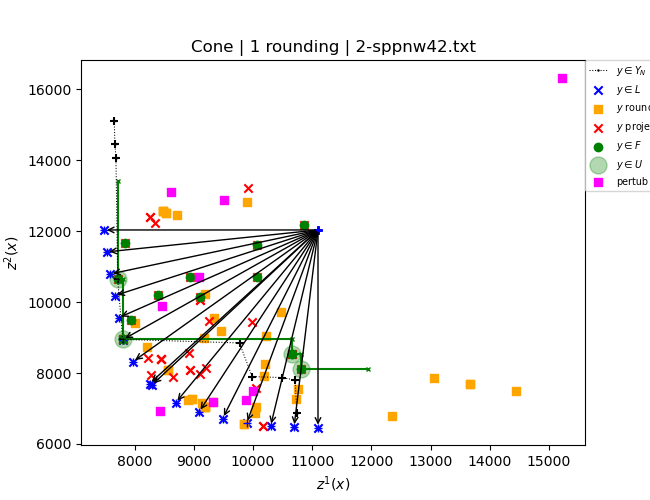 Cone | 1 rounding | 2-sppnw42.txt
z²(x)
16000
14000
12000
10000
8000
6000
8000 9000 10000 11000 12000 13000 14000 15000
z¹(x)
y ∈ Y_N
y ∈ L
y roun
y proje
y ∈ F
y ∈ U
pertub